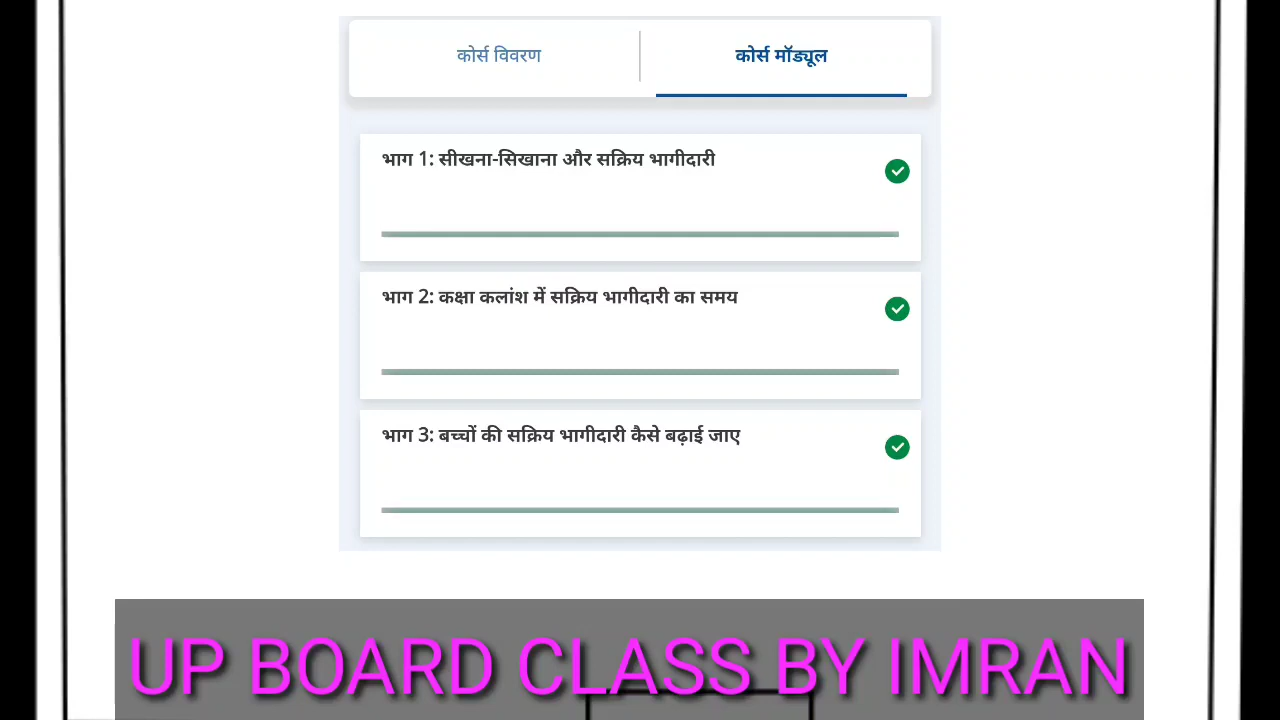 कोर्स विवरण
कोर्स मॉड्यूल
भाग 1: सीखना-सिखाना और सक्रिय भागीदारी
भाग 2: कक्षा कलांश में सक्रिय भागीदारी का समय
भाग 3: बच्चों की सक्रिय भागीदारी कैसे बढ़ाई जाए
UP BOARD CLASS BY IMRAN